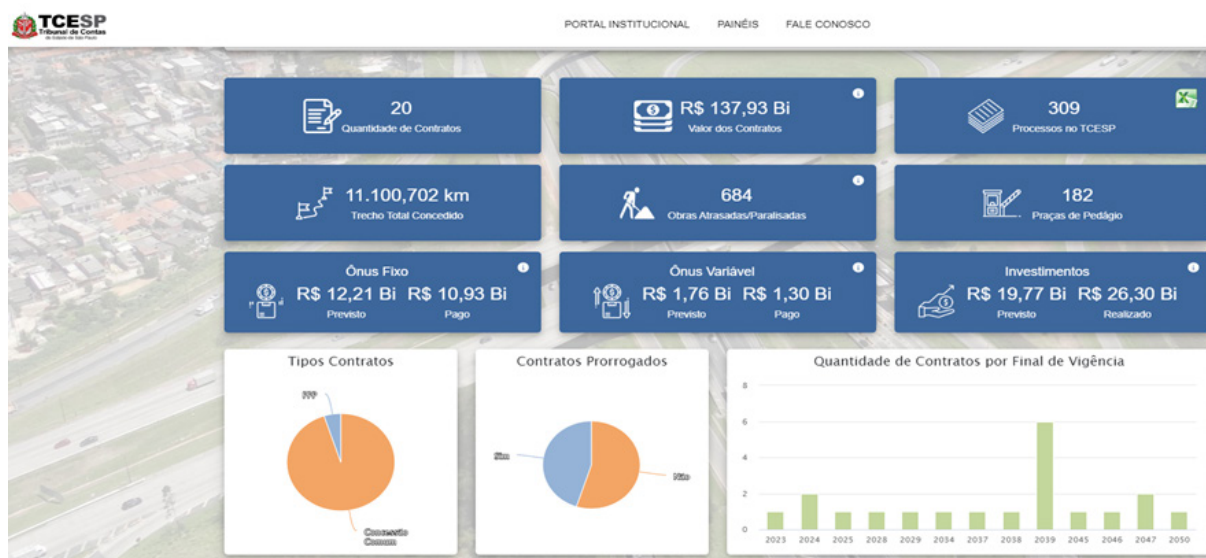 TCESP
Tribunal de Contas
do Estado de São Paulo
PORTAL INSTITUCIONAL PAINÉIS FALE CONOSCO
20
Quantidade de Contratos
R$ 137,93 Bi
Valor dos Contratos
309
Processos no TCESP
11.100,702 km
Trecho Total Concedido
684
Obras Atrasadas/Paralisadas
182
Praças de Pedágio
Ônus Fixo
R$ 12,21 Bi R$ 10,93 Bi
Previsto Pago
Ônus Variável
R$ 1,76 Bi R$ 1,30 Bi
Previsto Pago
Investimentos
R$ 19,77 Bi R$ 26,30 Bi
Previsto Realizado
Tipos Contratos
PPP
Concessão
Comum
Contratos Prorrogados
Sim
Não
Quantidade de Contratos por Final de Vigência
8
6
4
2
0
2023 2024 2025 2028 2029 2034 2037 2038 2039 2045 2046 2047 2050